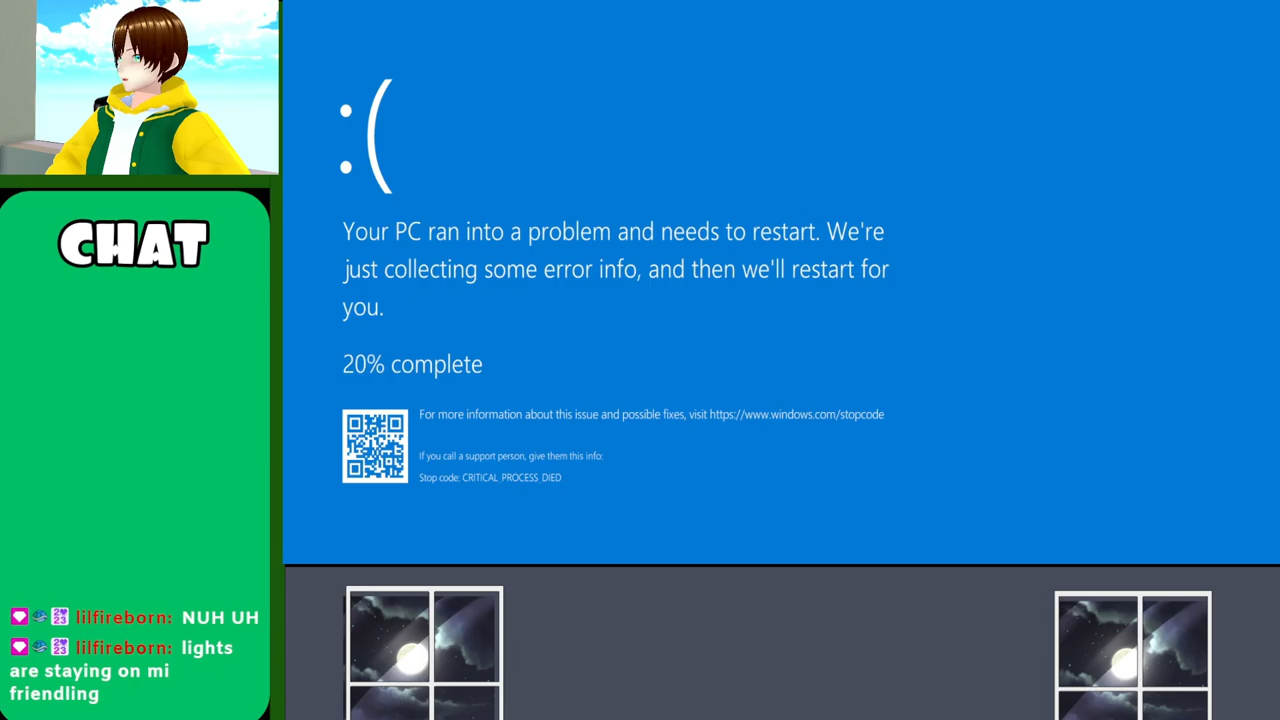 :(
Your PC ran into a problem and needs to restart. We're
just collecting some error info, and then we'll restart for
you.
20% complete
For more information about this issue and possible fixes, visit https://www.windows.com/stopcode
If you call a support person, give them this info:
Stop code: CRITICAL_PROCESS_DIED
CHAT
lilfireborn: NUH UH
lilfireborn: lights
are staying on mi
friendling